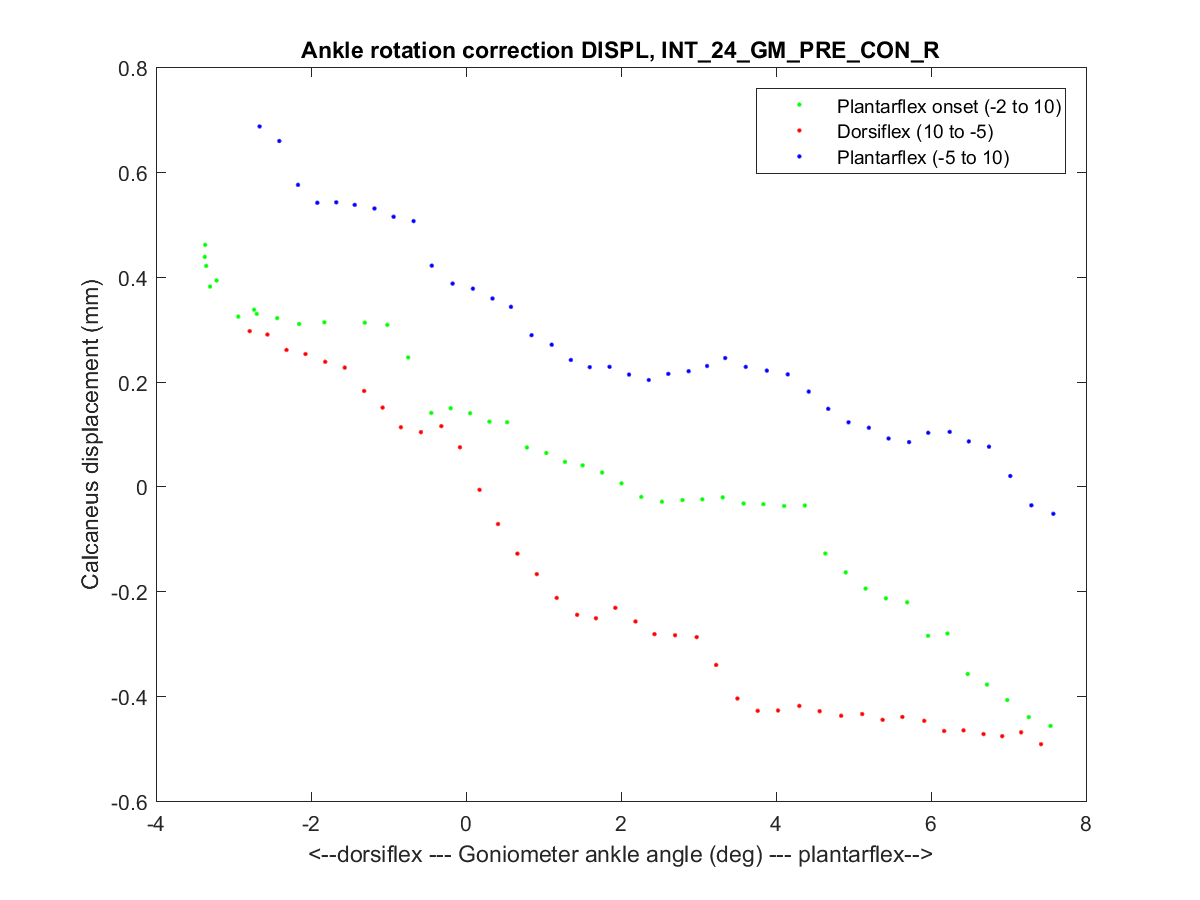 Ankle rotation correction DISPL, INT_24_GM_PRE_CON_R
Plantarflex onset (-2 to 10)
Dorsiflex (10 to -5)
Plantarflex (-5 to 10)
Calcaneus displacement (mm)
0.8
0.6
0.4
0.2
0
-0.2
-0.4
-0.6
-4 -2 0 2 4 6 8
<--dorsiflex --- Goniometer ankle angle (deg) --- plantarflex-->